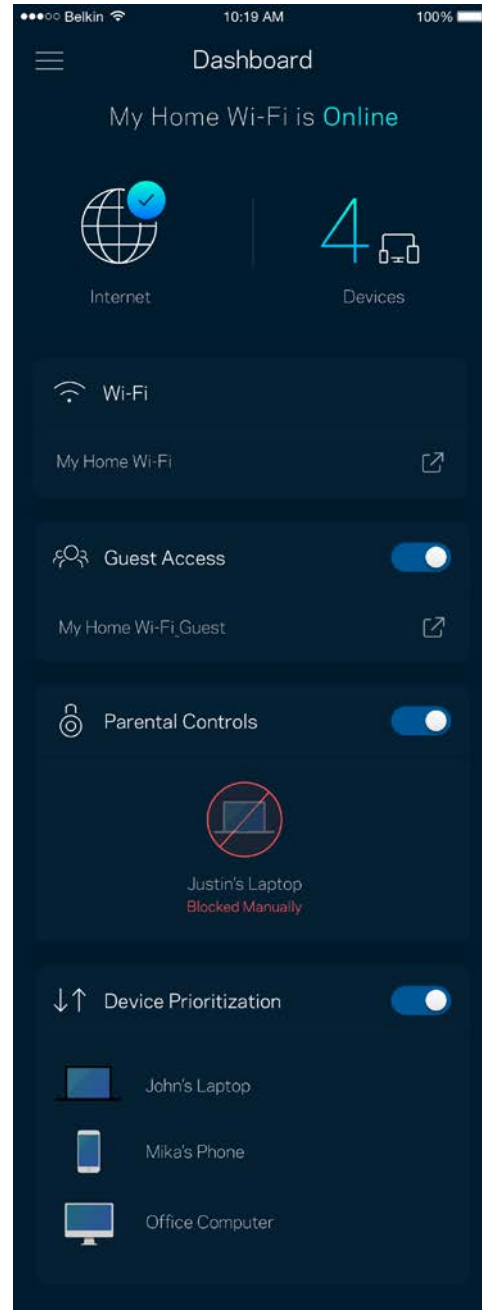 Belkin 10:19 AM 100%
Dashboard
My Home Wi-Fi is Online
4
Internet Devices
Wi-Fi
My Home Wi-Fi
Guest Access
My Home Wi-Fi_Guest
Parental Controls
Justin's Laptop
Blocked Manually
Device Prioritization
John's Laptop
Mika's Phone
Office Computer